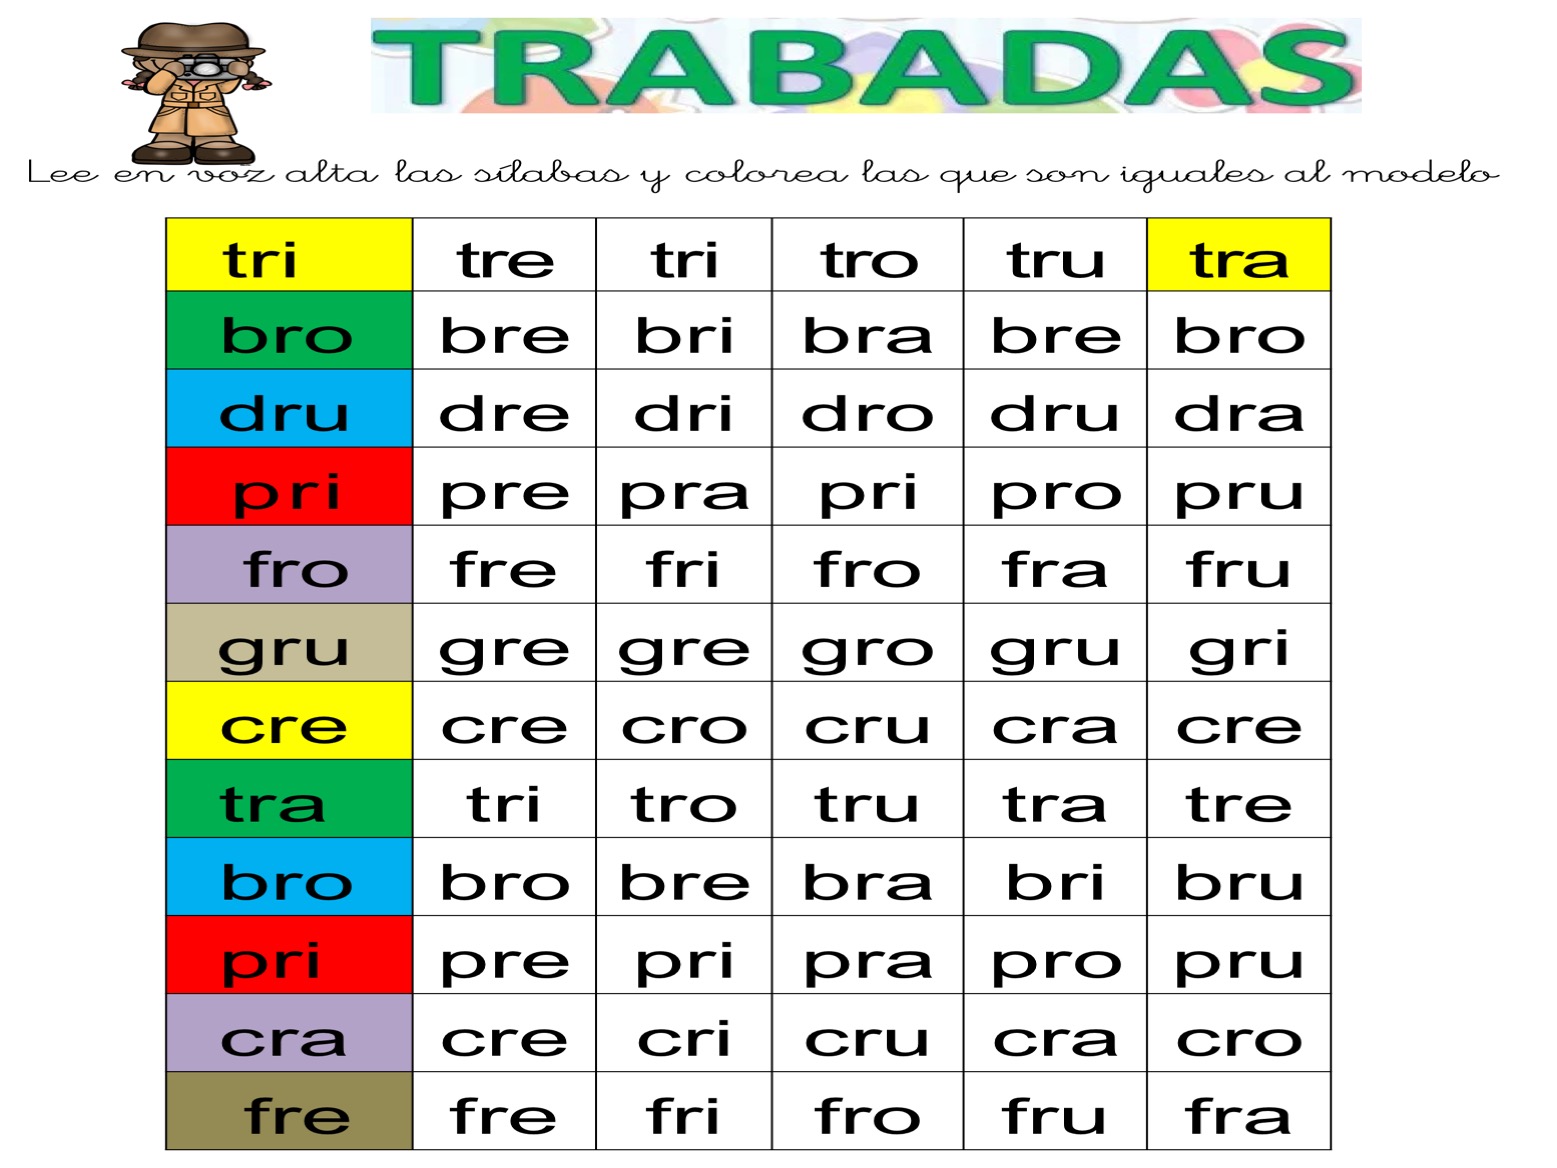 TRABADAS
Lee en voz alta las sílabas y colorea las que son iguales al modelo
tri tre tri tro tru tra
bro bre bri bra bre bro
dru dre dri dro dru dra
pri pre pra pri pro pru
fro fre fri fro fra fru
gru gre gre gro gru gri
cre cre cro cru cra cre
tra tri tro tru tra tre
bro bro bre bra bri bru
pri pre pri pra pro pru
cra cre cri cru cra cro
fre fre fri fro fru fra